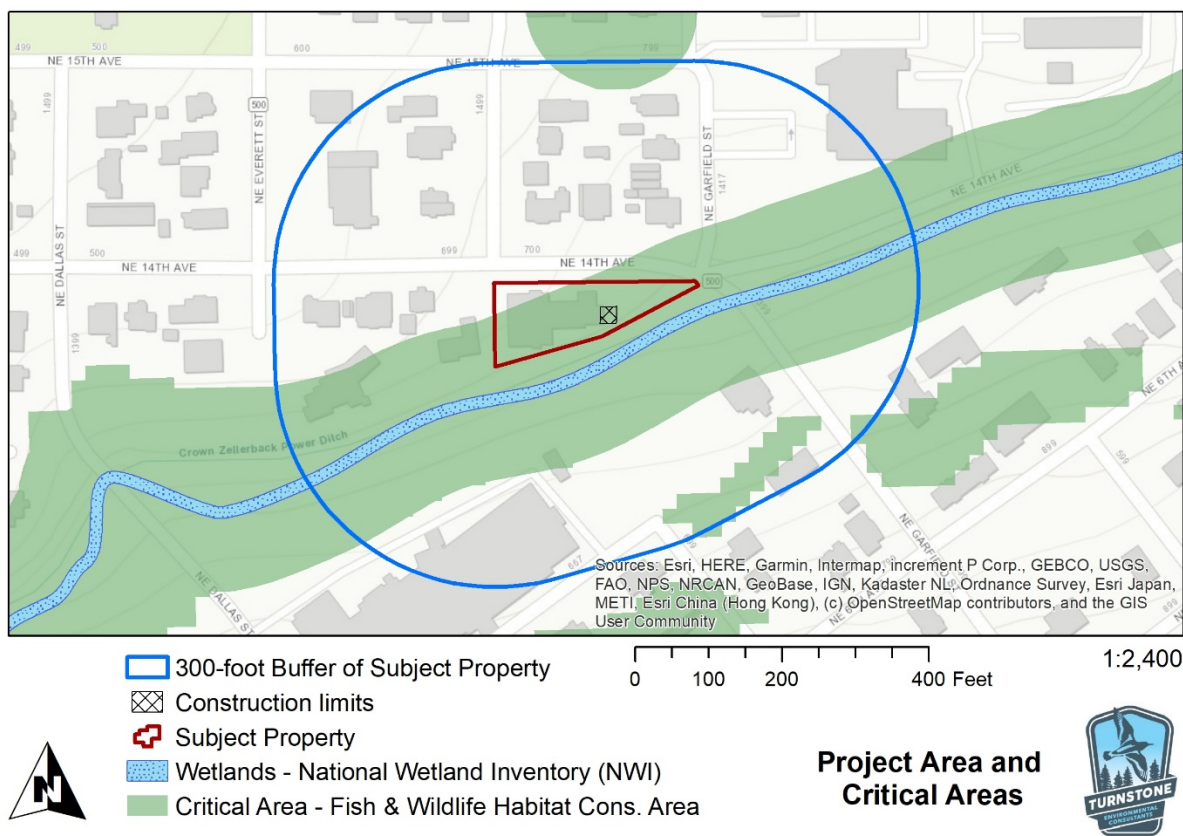 499
500
600
798
NE 15TH AVE
NE 15TH AVE
1499
1499
500
NE EVERETT ST
NE GARFIELD ST
1417
NE 14TH AVE
NE DALLAS ST
499
500
NE 14TH AVE
699
700
NE 14TH AVE
500
1399
Crown Zellerback Power Ditch
NE 6TH A
899
599
NE DALLAS ST
667
NE GARFIELD S
Sources: Esri, HERE, Garmin, Intermap, increment P Corp., GEBCO, USGS,
FAO, NPS, NRCAN, GeoBase, IGN, Kadaster NL, Ordnance Survey, Esri Japan,
METI, Esri China (Hong Kong), (c) OpenStreetMap contributors, and the GIS
User Community
300-foot Buffer of Subject Property
Construction limits
Subject Property
Wetlands - National Wetland Inventory (NWI)
Critical Area - Fish & Wildlife Habitat Cons. Area
0 100 200 400 Feet
1:2,400
N
Project Area and
Critical Areas
TURNSTONE
ENVIRONMENTAL
CONSULTANTS